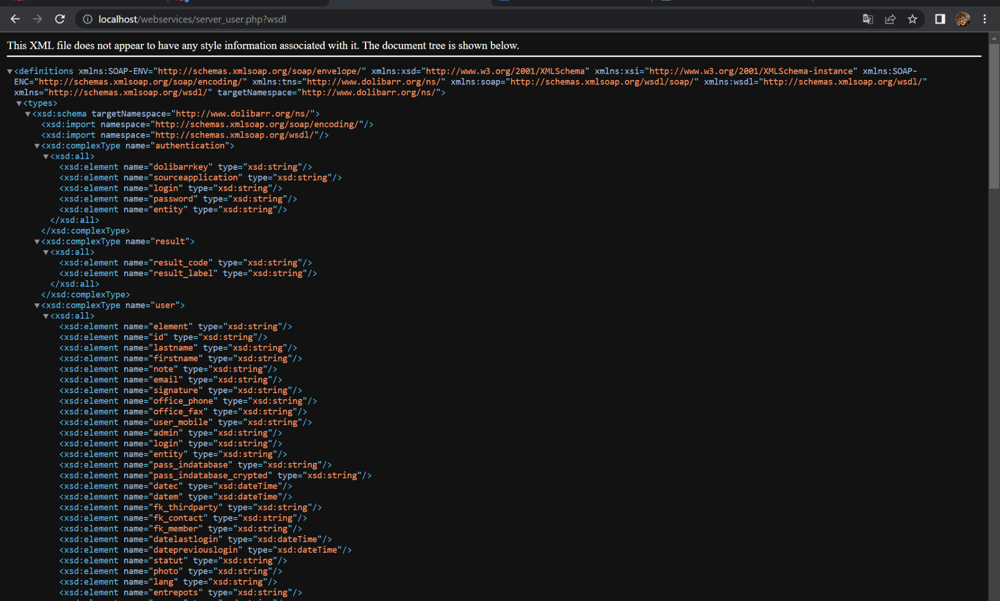 localhost/webservices/server_user.php?wsdl
This XML file does not appear to have any style information associated with it. The document tree is shown below.
▼<definitions xmlns:SOAP-ENV="http://schemas.xmlsoap.org/soap/envelope/" xmlns:xsd="http://www.w3.org/2001/XMLSchema" xmlns:xsi="http://www.w3.org/2001/XMLSchema-instance" xmlns:SOAP-
ENC="http://schemas.xmlsoap.org/soap/encoding/" xmlns:tns="http://www.dolibarr.org/ns/" xmlns:soap="http://schemas.xmlsoap.org/wsdl/soap/" xmlns:wsdl="http://schemas.xmlsoap.org/wsdl/"
xmlns="http://schemas.xmlsoap.org/wsdl/" targetNamespace="http://www.dolibarr.org/ns/">
▼<types>
▼<xsd:schema targetNamespace="http://www.dolibarr.org/ns/">
<xsd:import namespace="http://schemas.xmlsoap.org/soap/encoding/"/>
<xsd:import namespace="http://schemas.xmlsoap.org/wsdl/"/>
▼<xsd:complexType name="authentication">
▼<xsd:all>
<xsd:element name="dolibarrkey" type="xsd:string"/>
<xsd:element name="sourceapplication" type="xsd:string"/>
<xsd:element name="login" type="xsd:string"/>
<xsd:element name="password" type="xsd:string"/>
<xsd:element name="entity" type="xsd:string"/>
</xsd:all>
</xsd:complexType>
▼<xsd:complexType name="result">
▼<xsd:all>
<xsd:element name="result_code" type="xsd:string"/>
<xsd:element name="result_label" type="xsd:string"/>
</xsd:all>
</xsd:complexType>
▼<xsd:complexType name="user">
▼<xsd:all>
<xsd:element name="element" type="xsd:string"/>
<xsd:element name="id" type="xsd:string"/>
<xsd:element name="lastname" type="xsd:string"/>
<xsd:element name="firstname" type="xsd:string"/>
<xsd:element name="note" type="xsd:string"/>
<xsd:element name="email" type="xsd:string"/>
<xsd:element name="signature" type="xsd:string"/>
<xsd:element name="office_phone" type="xsd:string"/>
<xsd:element name="office_fax" type="xsd:string"/>
<xsd:element name="user_mobile" type="xsd:string"/>
<xsd:element name="admin" type="xsd:string"/>
<xsd:element name="login" type="xsd:string"/>
<xsd:element name="entity" type="xsd:string"/>
<xsd:element name="pass_indatabase" type="xsd:string"/>
<xsd:element name="pass_indatabase_crypted" type="xsd:string"/>
<xsd:element name="datec" type="xsd:dateTime"/>
<xsd:element name="datem" type="xsd:dateTime"/>
<xsd:element name="fk_thirdparty" type="xsd:string"/>
<xsd:element name="fk_contact" type="xsd:string"/>
<xsd:element name="fk_member" type="xsd:string"/>
<xsd:element name="datelastlogin" type="xsd:dateTime"/>
<xsd:element name="datepreviouslogin" type="xsd:dateTime"/>
<xsd:element name="statut" type="xsd:string"/>
<xsd:element name="photo" type="xsd:string"/>
<xsd:element name="lang" type="xsd:string"/>
<xsd:element name="entrepots" type="xsd:string"/>